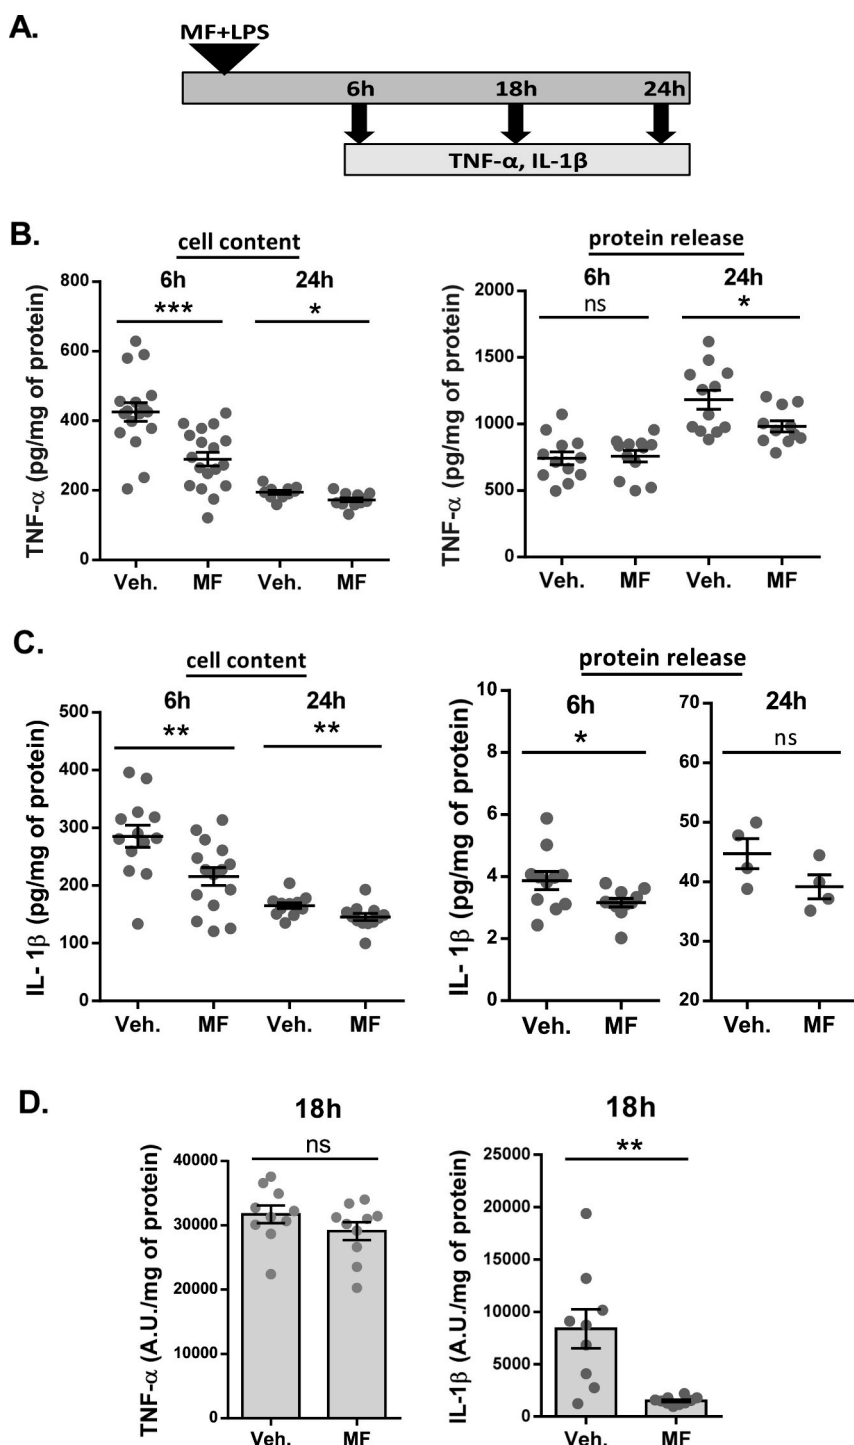 A.
MF+LPS
6h 18h 24h
TNF-α, IL-1β
B.
cell content
6h 24h
*** *
TNF-α (pg/mg of protein)
800
600
400
200
0
Veh. MF Veh. MF
protein release
6h 24h
ns *
TNF-α (pg/mg of protein)
2000
1500
1000
500
0
Veh. MF Veh. MF
C.
cell content
6h 24h
** **
IL- 1β (pg/mg of protein)
500
400
300
200
100
0
Veh. MF Veh. MF
protein release
6h
*
IL- 1β (pg/mg of protein)
10
8
6
4
2
0
Veh. MF
24h
ns
70
60
50
40
30
20
Veh. MF
D.
18h
ns
TNF-α (A.U./mg of protein)
40000
30000
20000
10000
0
Veh. MF
18h
**
IL-1β (A.U./mg of protein)
25000
20000
15000
10000
5000
0
Veh. MF